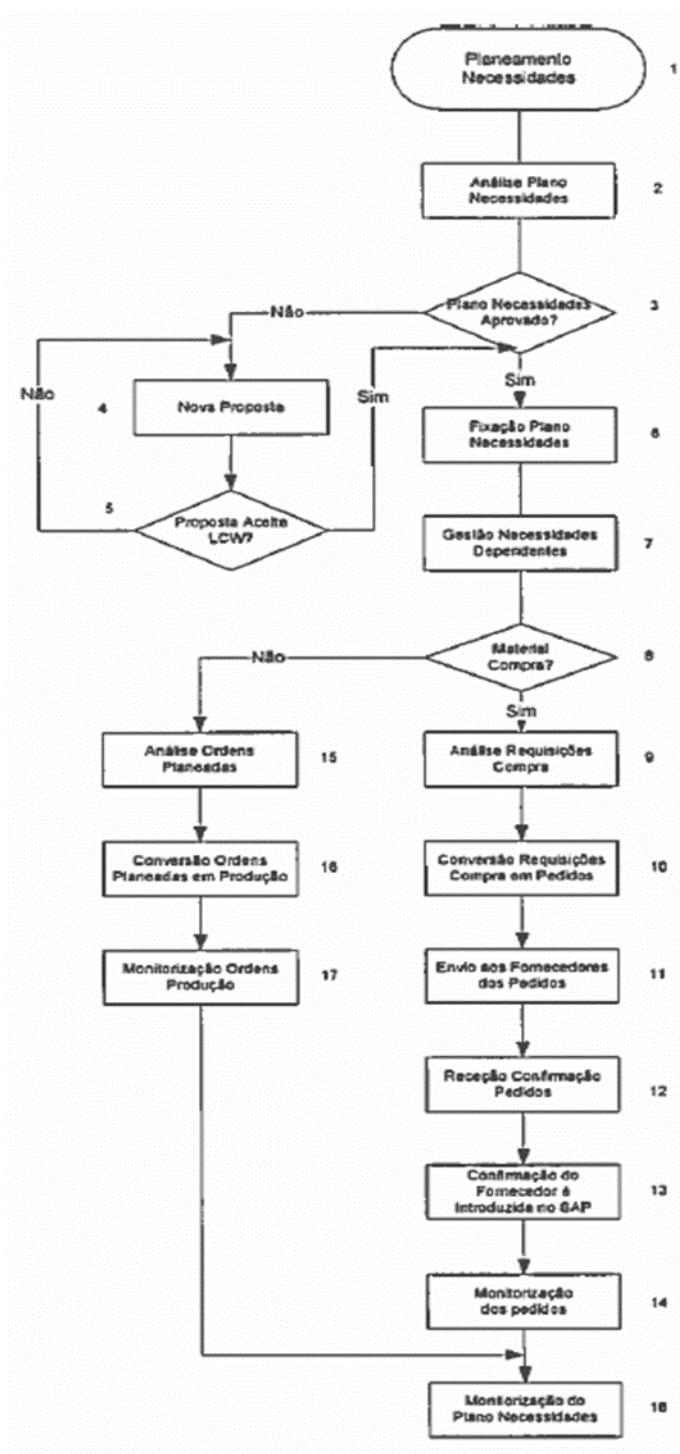 Planeamento
Necessidades
1
Análise Plano
Necessidades
2
Plano Necessidades
Aprovado?
3
Não
Sim
Não
4
Nova Proposta
Sim
5
Proposta Aceite
LCW?
Fixação Plano
Necessidades
6
Gestão Necessidades
Dependentes
7
Material
Compra?
8
Não
Sim
Análise Ordens
Planeadas
15
Análise Requisições
Compra
9
Conversão Ordens
Planeadas em Produção
16
Conversão Requisições
Compra em Pedidos
10
Monitorização Ordens
Produção
17
Envio aos Fornecedores
dos Pedidos
11
Receção Confirmação
Pedidos
12
Confirmação do
Fornecedor é
Introduzida no SAP
13
Monitorização
dos pedidos
14
Monitorização do
Plano Necessidades
18